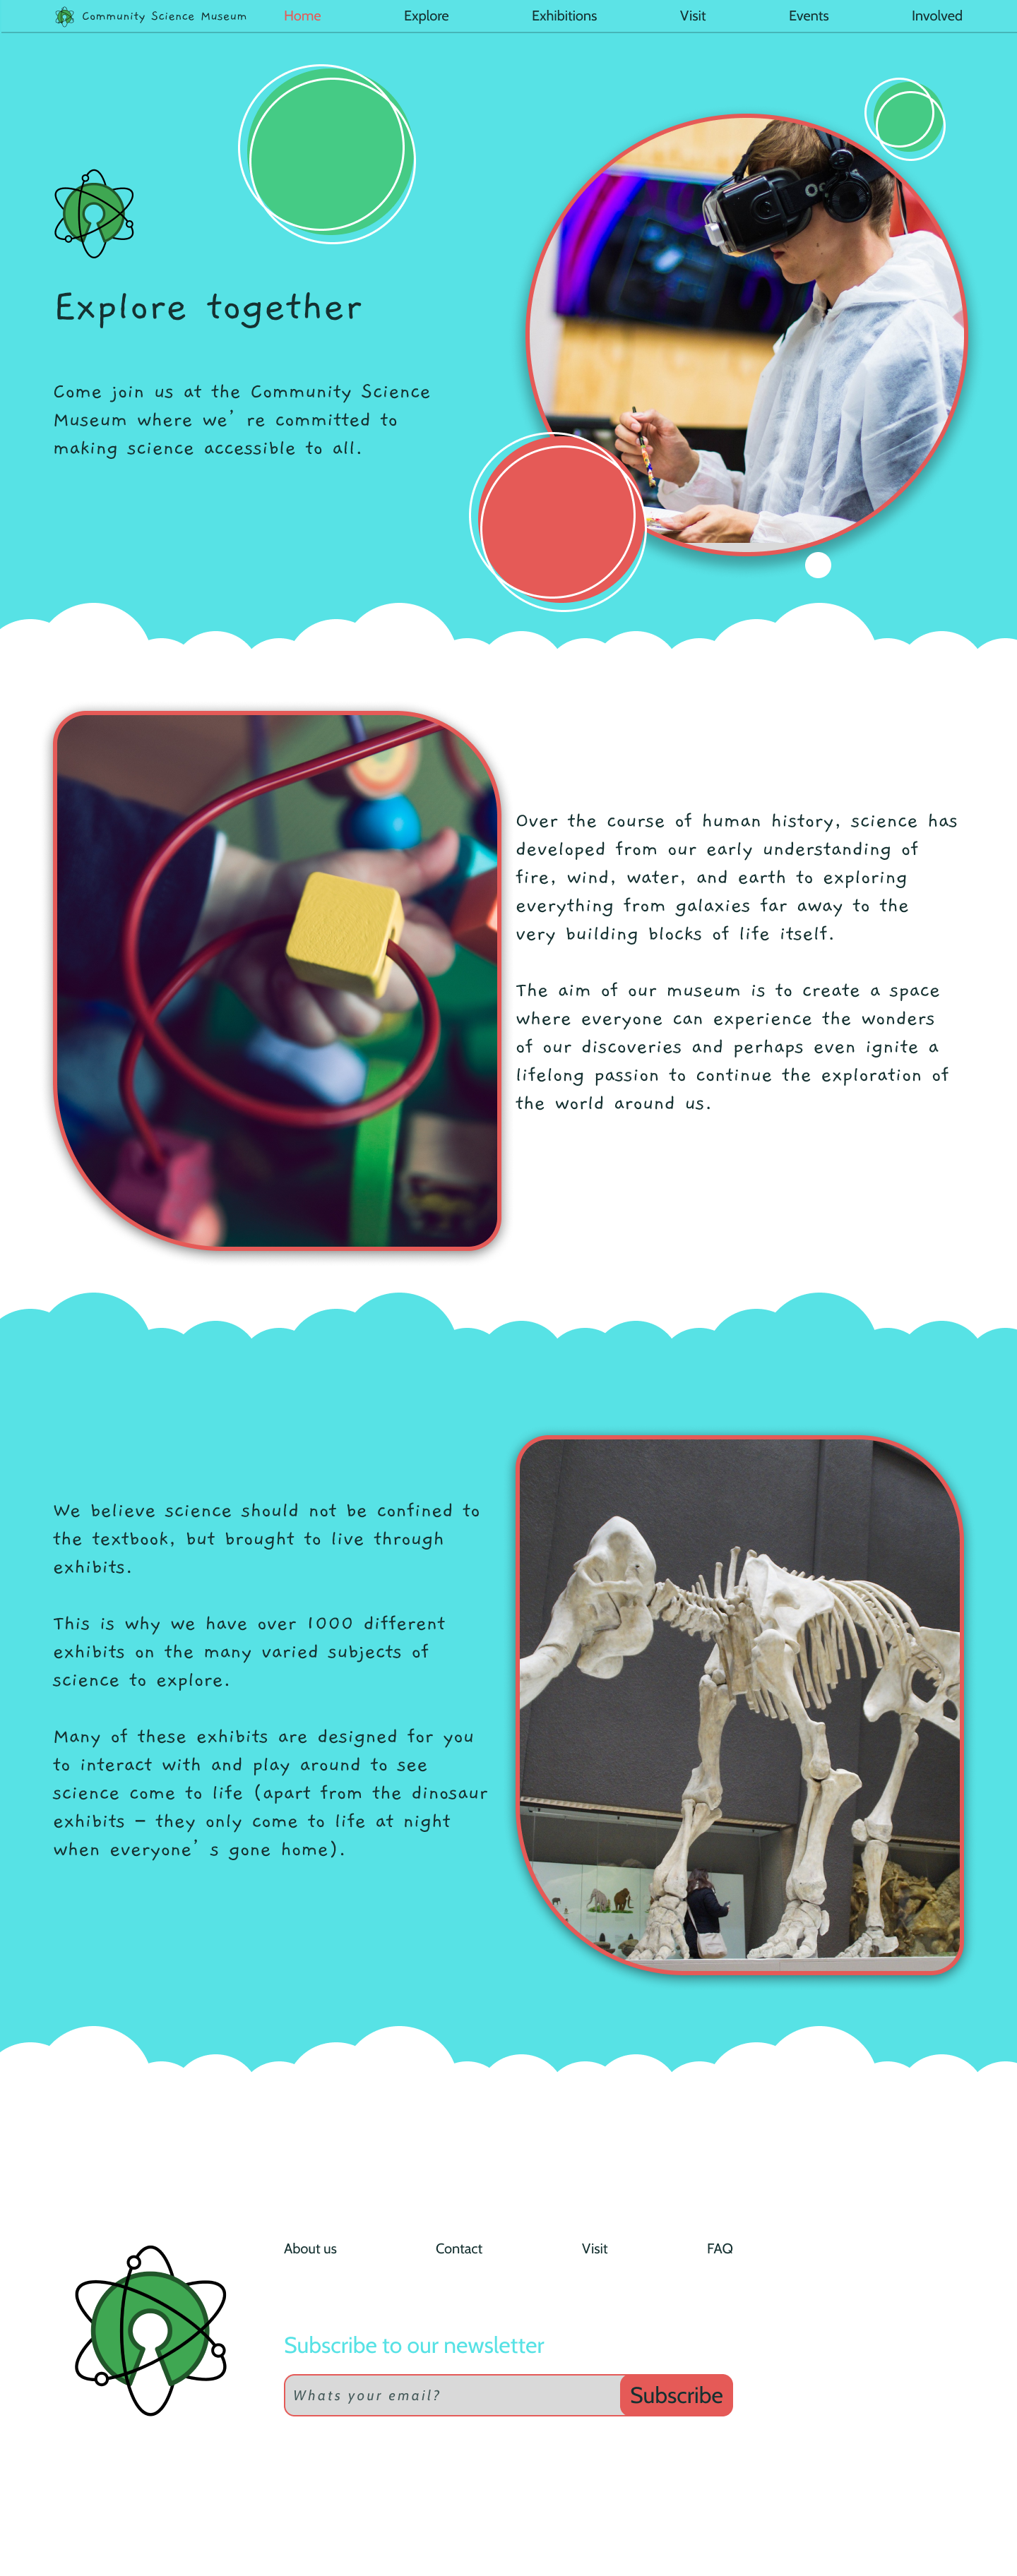 Community Science Museum Home Explore Exhibitions Visit Events Involved
Explore together
Come join us at the Community Science
Museum where we’re committed to
making science accessible to all.
Over the course of human history, science has
developed from our early understanding of
fire, wind, water, and earth to exploring
everything from galaxies far away to the
very building blocks of life itself.
The aim of our museum is to create a space
where everyone can experience the wonders
of our discoveries and perhaps even ignite a
lifelong passion to continue the exploration of
the world around us.
We believe science should not be confined to
the textbook, but brought to live through
exhibits.
This is why we have over 1000 different
exhibits on the many varied subjects of
science to explore.
Many of these exhibits are designed for you
to interact with and play around to see
science come to life (apart from the dinosaur
exhibits – they only come to life at night
when everyone’s gone home).
About us Contact Visit FAQ
Subscribe to our newsletter
Whats your email? Subscribe